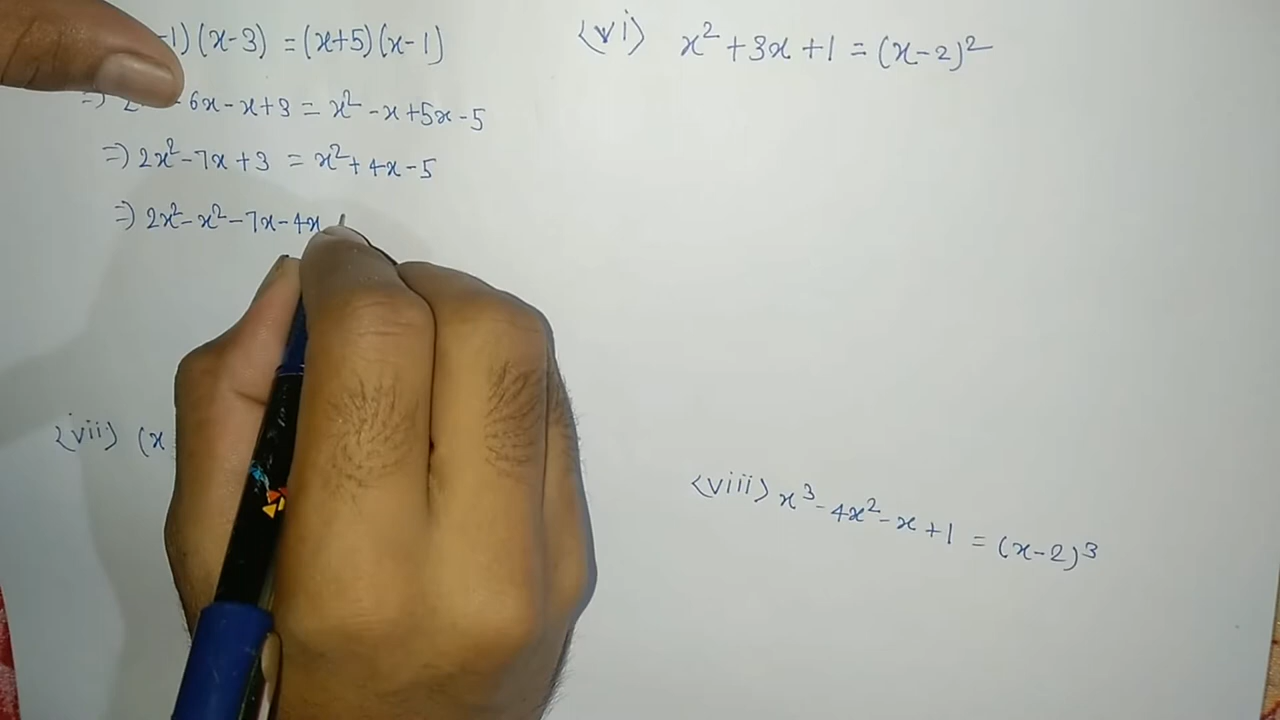 -1) (x-3) = (x+5) (x-1)
- 6x - x + 3 = x² - x + 5x - 5
⇒) 2x² - 7x + 3 = x² + 4x - 5
⇒) 2x² - x² - 7x - 4x
(vi) x² + 3x + 1 = (x-2)²
(vii) (x
(viii) x³ - 4x² - x + 1 = (x-2)³